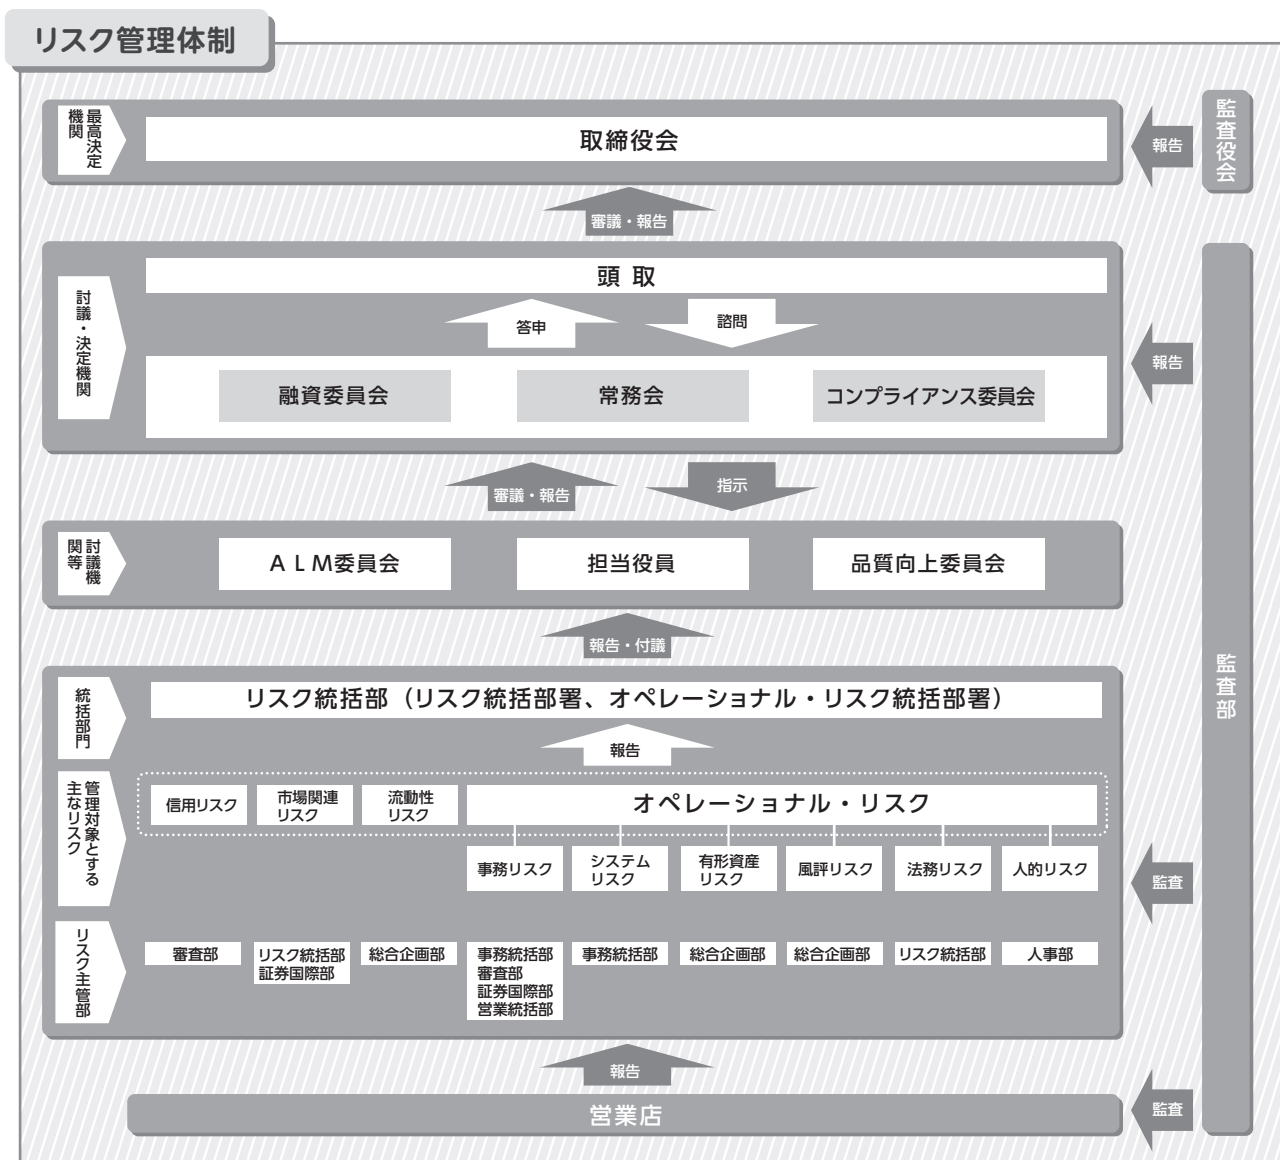 リスク管理体制
最高決定
機関
取締役会
報告
監査役会
審議・報告
討議・決定機関
頭 取
答申
諮問
融資委員会
常務会
コンプライアンス委員会
報告
審議・報告
指示
討議機
関等
ALM委員会
担当役員
品質向上委員会
報告・付議
監査部
統括部門
リスク統括部(リスク統括部署、オペレーショナル・リスク統括部署)
報告
管理対象とする
主なリスク
信用リスク
市場関連
リスク
流動性
リスク
オペレーショナル・リスク
事務リスク
システム
リスク
有形資産
リスク
風評リスク
法務リスク
人的リスク
監査
リスク主管部
審査部
リスク統括部
証券国際部
総合企画部
事務統括部
審査部
証券国際部
営業統括部
事務統括部
総合企画部
総合企画部
リスク統括部
人事部
報告
営業店
監査